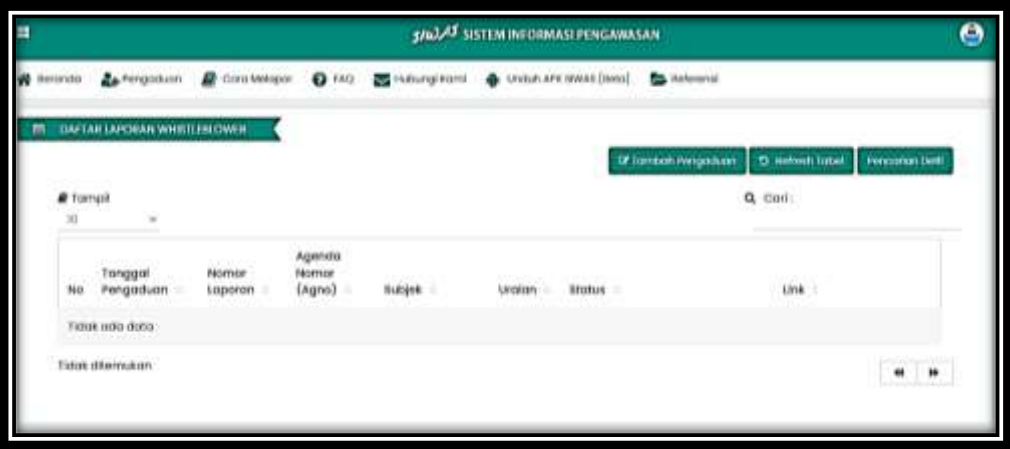 SIWAS SISTEM INFORMASI PENGAWASAN
Beranda Pengaduan Cara Melapor FAQ Hubungi Kami Unduh APK SIWAS [Beta] Referensi
DAFTAR LAPORAN WHISTLEBLOWER
Tambah Pengaduan Refresh Tabel Pencarian Detil
Tampil
10
Cari :
No Tanggal Pengaduan Nomor Laporan Agenda Nomor (Agno) Subjek Uraian Status Link
Tidak ada data
Tidak ditemukan